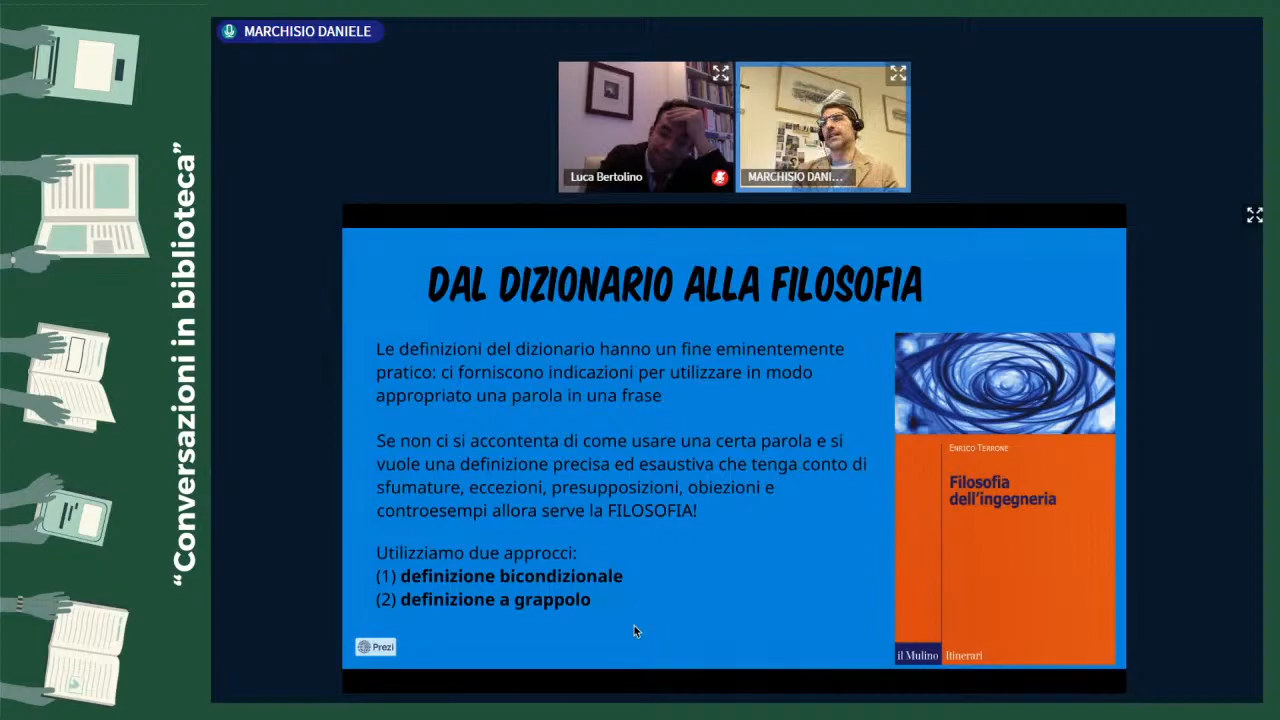 “Conversazioni in biblioteca”
MARCHISIO DANIELE
Luca Bertolino
MARCHISIO DANI...
DAL DIZIONARIO ALLA FILOSOFIA
Le definizioni del dizionario hanno un fine eminentemente
pratico: ci forniscono indicazioni per utilizzare in modo
appropriato una parola in una frase
Se non ci si accontenta di come usare una certa parola e si
vuole una definizione precisa ed esaustiva che tenga conto di
sfumature, eccezioni, presupposizioni, obiezioni e
controesempi allora serve la FILOSOFIA!
Utilizziamo due approcci:
(1) definizione bicondizionale
(2) definizione a grappolo
Prezi
ENRICO TERRONE
Filosofia
dell'ingegneria
il Mulino Itinerari